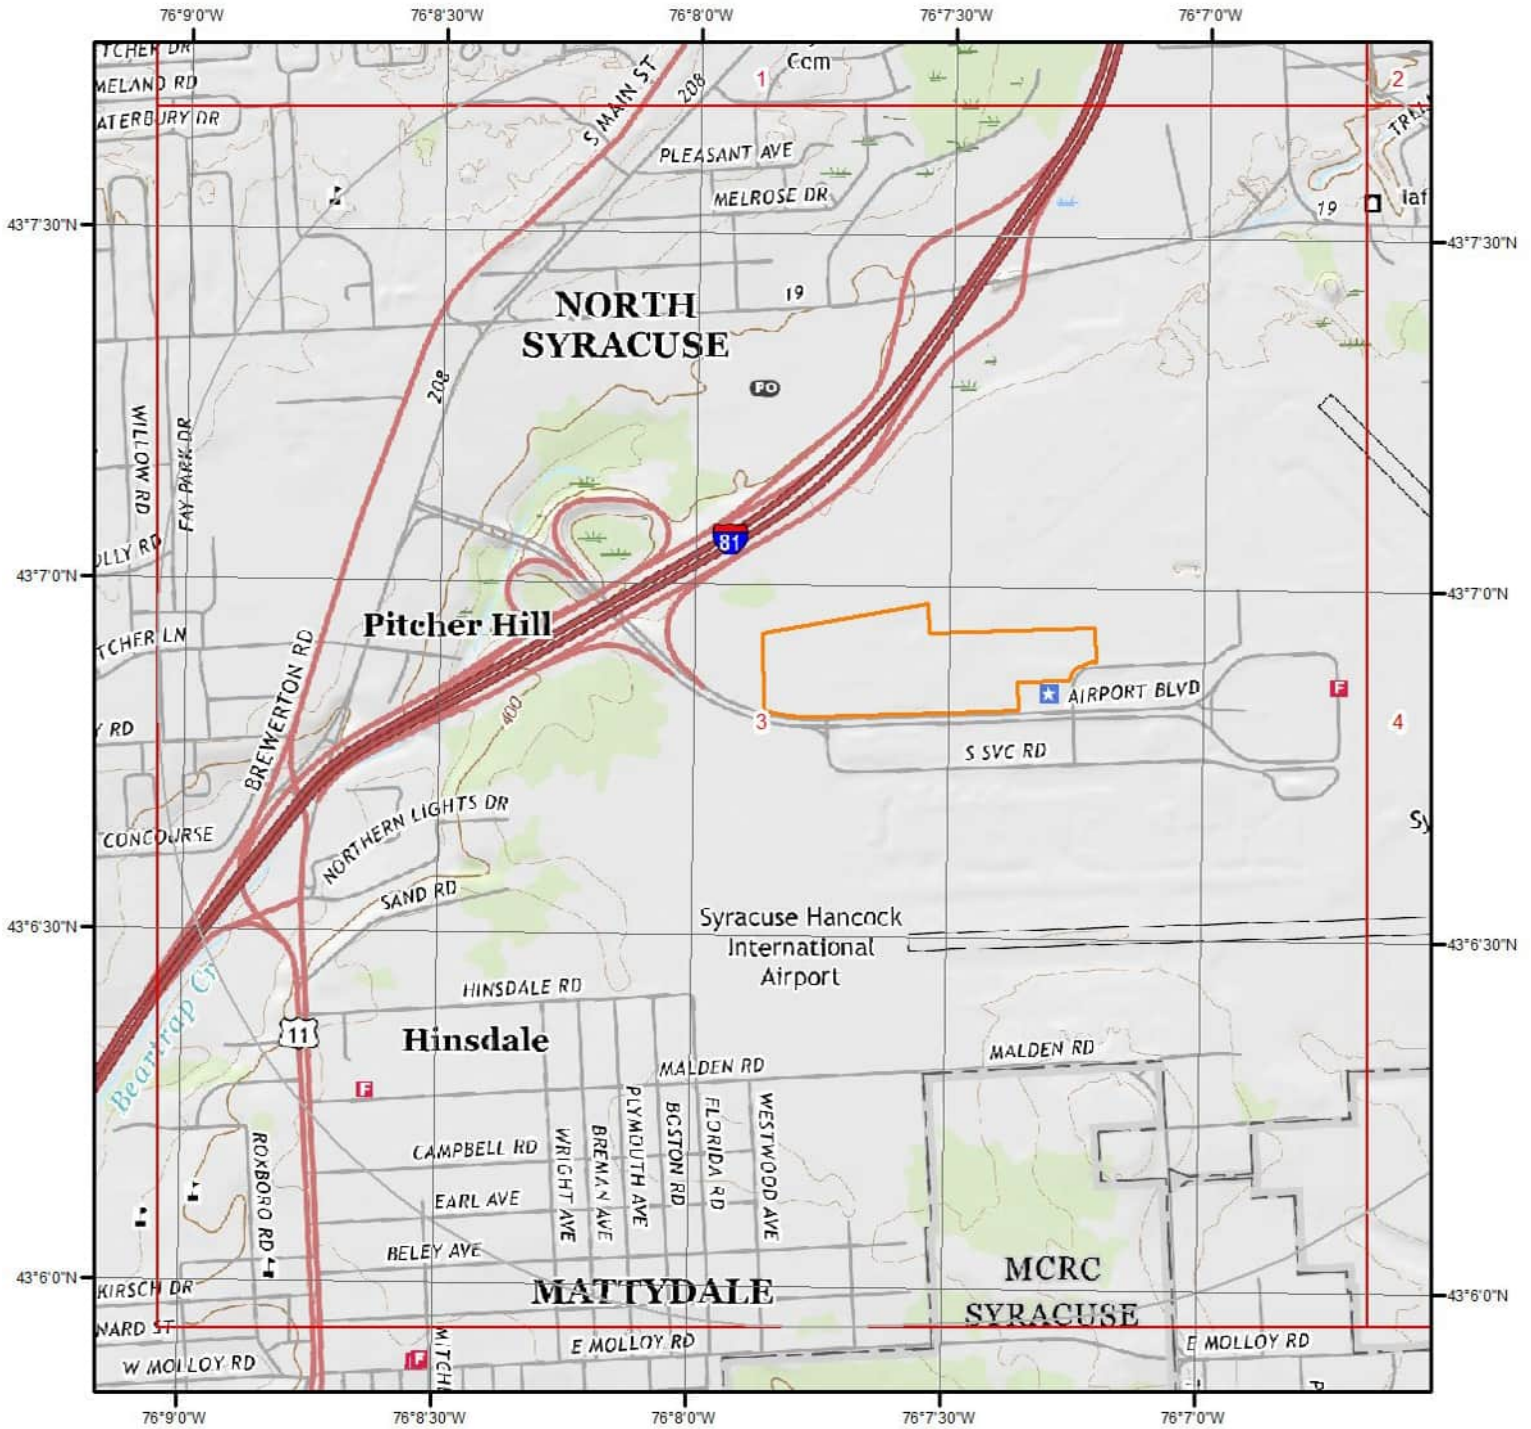 76°9'0"W
76°8'30"W
76°8'0"W
76°7'30"W
76°7'0"W
TCHER DR
MELAND RD
ATERBURY DR
S MAIN ST
208
1
2
PLEASANT AVE
MELROSE DR
19
43°7'30"N
43°7'30"N
NORTH
SYRACUSE
19
208
PO
WILLOW RD
FAY PARK DR
OLLY RD
81
43°7'0"N
43°7'0"N
Pitcher Hill
TCHER LN
BREWERTON RD
400
AIRPORT BLVD
F
3
4
Y RD
S SVC RD
NORTHERN LIGHTS DR
CONCOURSE
Sy
SAND RD
Syracuse Hancock
International
Airport
43°6'30"N
43°6'30"N
Beartrap Cr
HINSDALE RD
11
Hinsdale
MALDEN RD
MALDEN RD
F
PLYMOUTH AVE
BOSTON RD
FLORIDA RD
WESTWOOD AVE
WRIGHT AVE
BREMAN AVE
ROXBORO RD
CAMPBELL RD
EARL AVE
BELEY AVE
43°6'0"N
43°6'0"N
KIRSCH DR
MATTYDALE
MCRC
SYRACUSE
NARD ST
E MOLLOY RD
E MOLLOY RD
W MOLLOY RD
F
MITCH
76°9'0"W
76°8'30"W
76°8'0"W
76°7'30"W
76°7'0"W